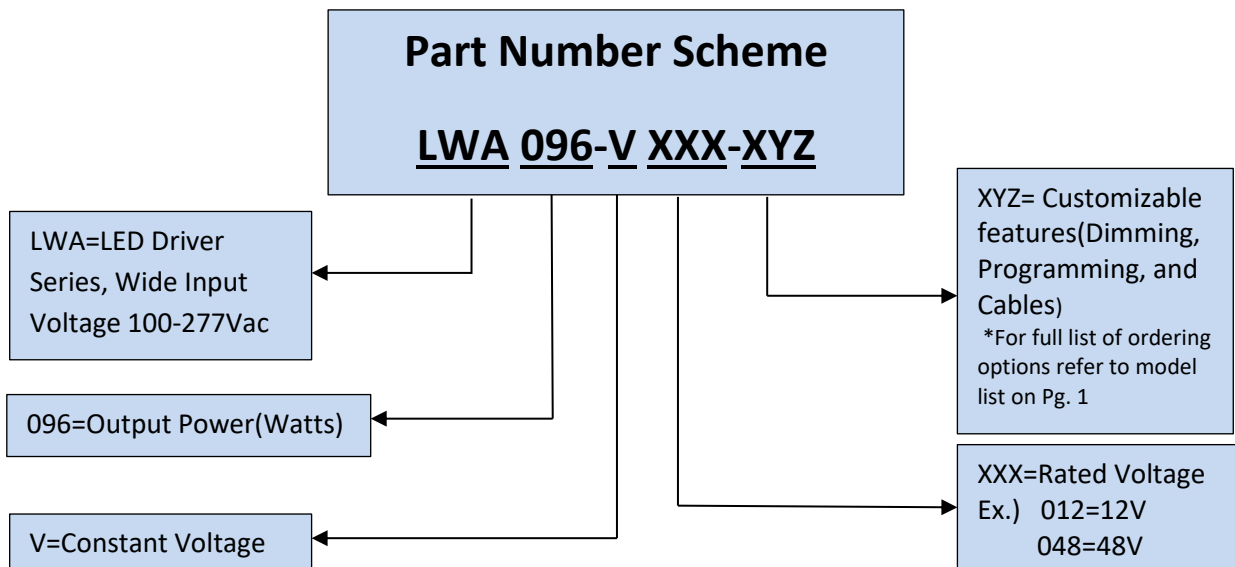 Part Number Scheme
LWA 096-V XXX-XYZ
LWA=LED Driver
Series, Wide Input
Voltage 100-277Vac
096=Output Power(Watts)
V=Constant Voltage
XYZ= Customizable
features(Dimming,
Programming, and
Cables)
*For full list of ordering
options refer to model
list on Pg. 1
XXX=Rated Voltage
Ex.) 012=12V
048=48V